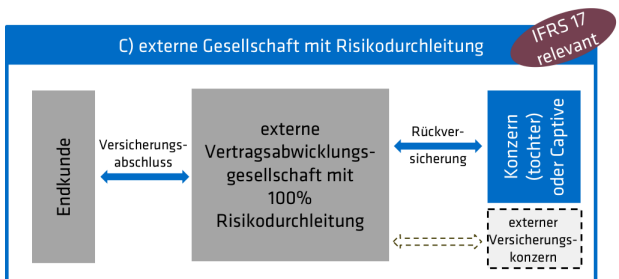 C) externe Gesellschaft mit Risikodurchleitung
IFRS 17
relevant
Endkunde
Versicherungs-
abschluss
externe
Vertragsabwicklungs-
gesellschaft mit
100%
Risikodurchleitung
Rückver-
sicherung
Konzern
(tochter)
oder Captive
externer
Versicherungs-
konzern